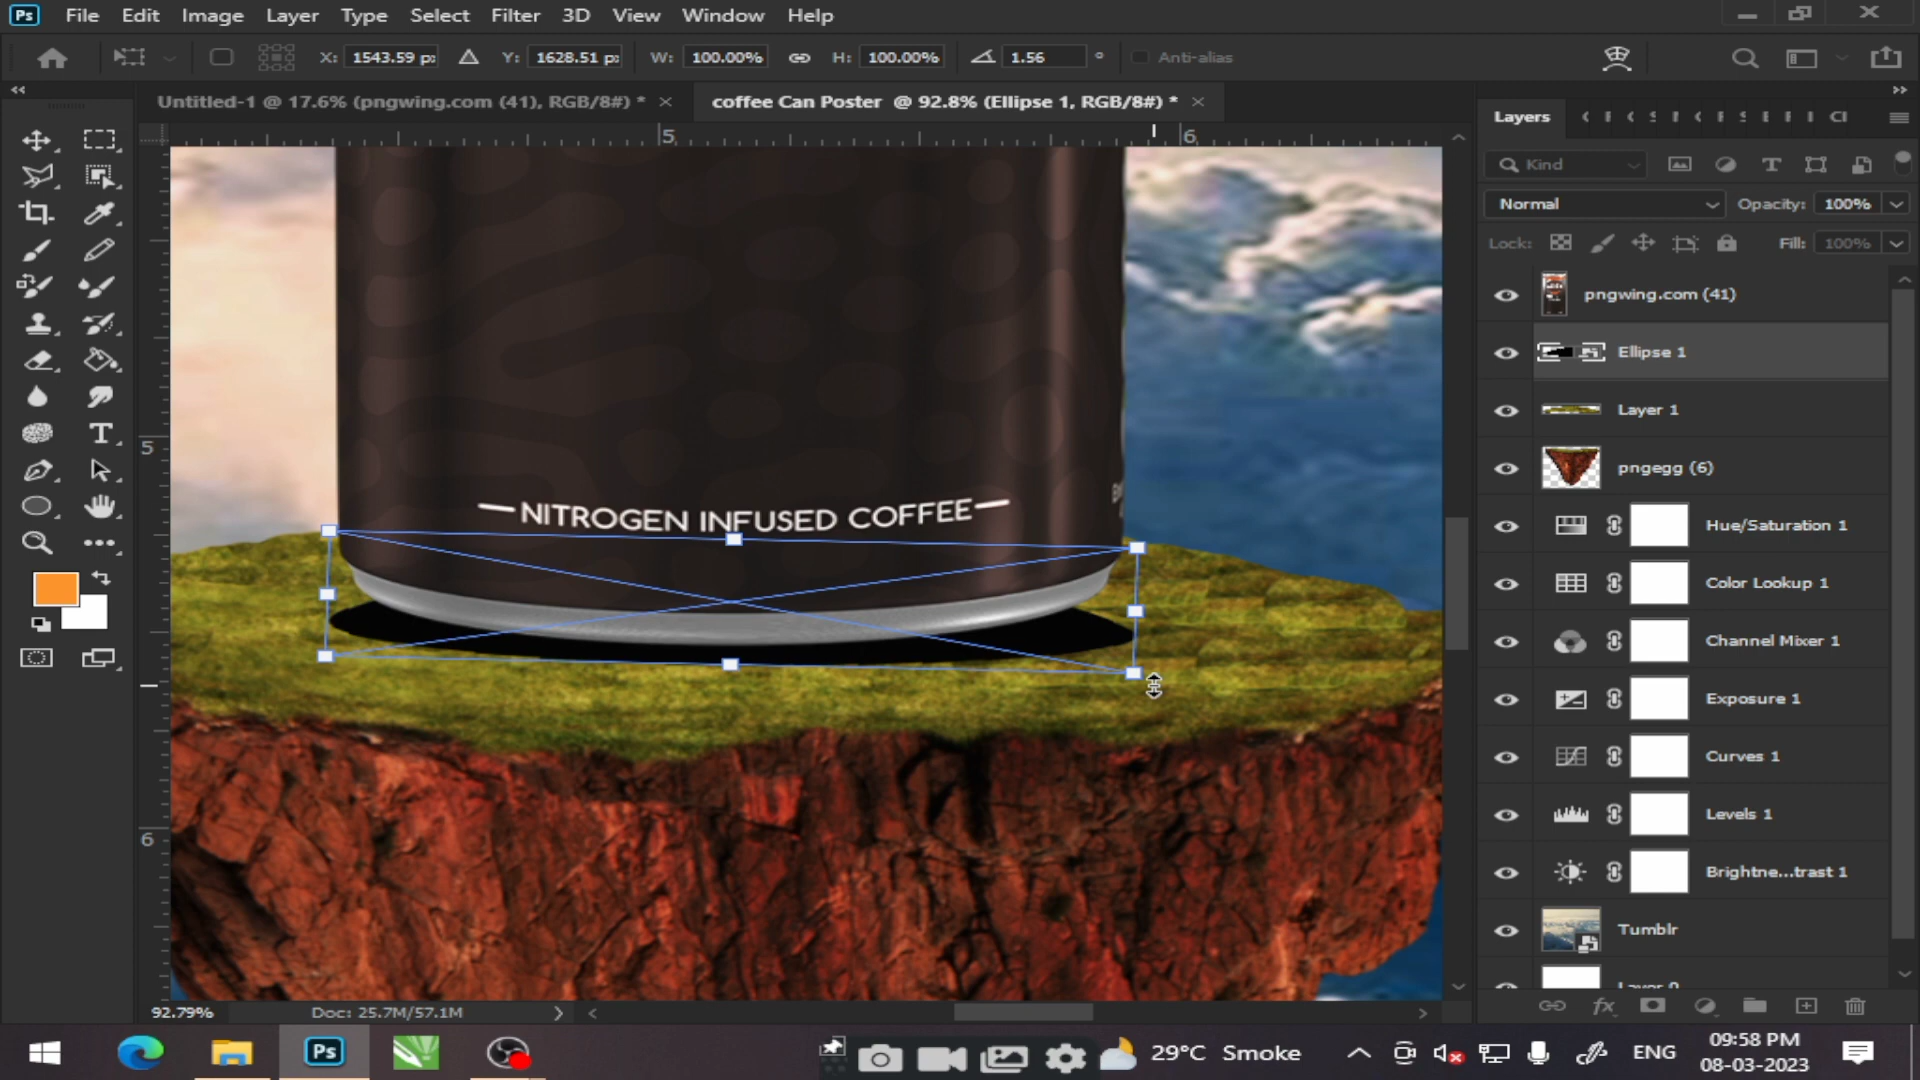 Ps File Edit Image Layer Type Select Filter 3D View Window Help
X: 1543.59 p Y: 1628.51 p W: 100.00% H: 100.00% 1.56 ° Anti-alias
Untitled-1 @ 17.6% (pngwing.com (41), RGB/8#) * ×
coffee Can Poster @ 92.8% (Ellipse 1, RGB/8#) * ×
5 6
5
6
NITROGEN INFUSED COFFEE
Layers
Kind
Normal Opacity: 100%
Lock: Fill: 100%
pngwing.com (41)
Ellipse 1
Layer 1
pngegg (6)
Hue/Saturation 1
Color Lookup 1
Channel Mixer 1
Exposure 1
Curves 1
Levels 1
Brightne...trast 1
Tumblr
Layer 0
fx
92.79% Doc: 25.7M/57.1M
Ps
29°C Smoke
ENG
09:58 PM
08-03-2023